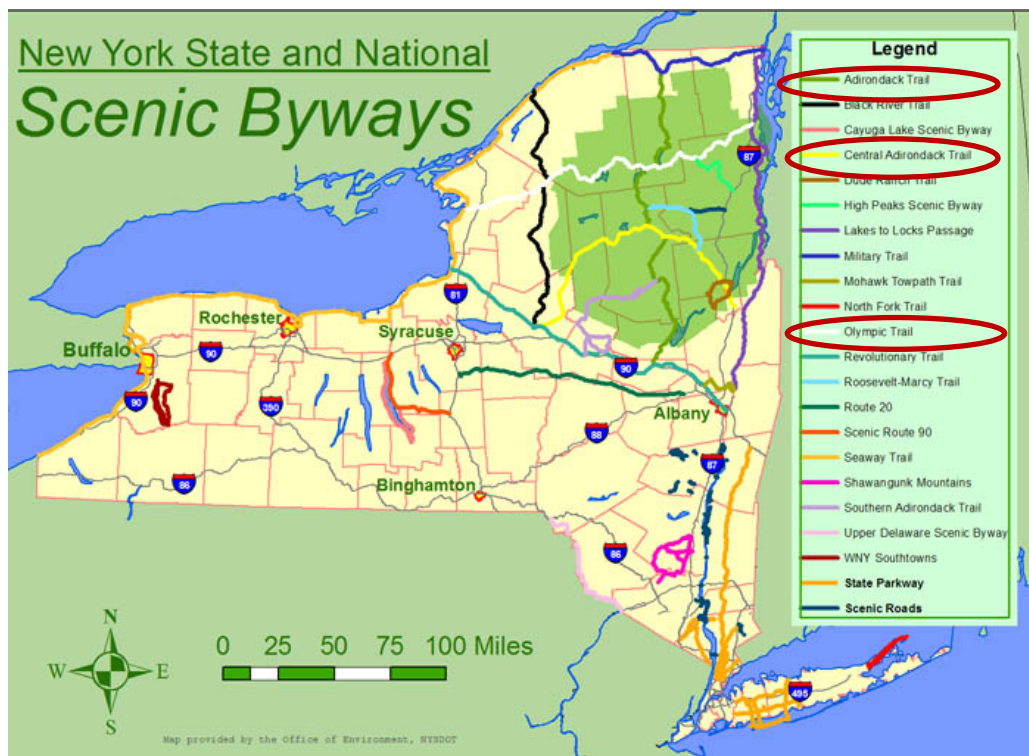 New York State and National
Scenic Byways
Legend
Adirondack Trail
Black River Trail
Cayuga Lake Scenic Byway
Central Adirondack Trail
Dude Ranch Trail
High Peaks Scenic Byway
Lakes to Locks Passage
Military Trail
Mohawk Towpath Trail
North Fork Trail
Olympic Trail
Revolutionary Trail
Roosevelt-Marcy Trail
Route 20
Scenic Route 90
Seaway Trail
Shawangunk Mountains
Southern Adirondack Trail
Upper Delaware Scenic Byway
WNY Southtowns
State Parkway
Scenic Roads
87
81
Rochester
Syracuse
Buffalo
90
90
90
390
Albany
88
87
86
Binghamton
86
495
N
W E
S
0 25 50 75 100 Miles
Map provided by the Office of Environment, NYSDOT